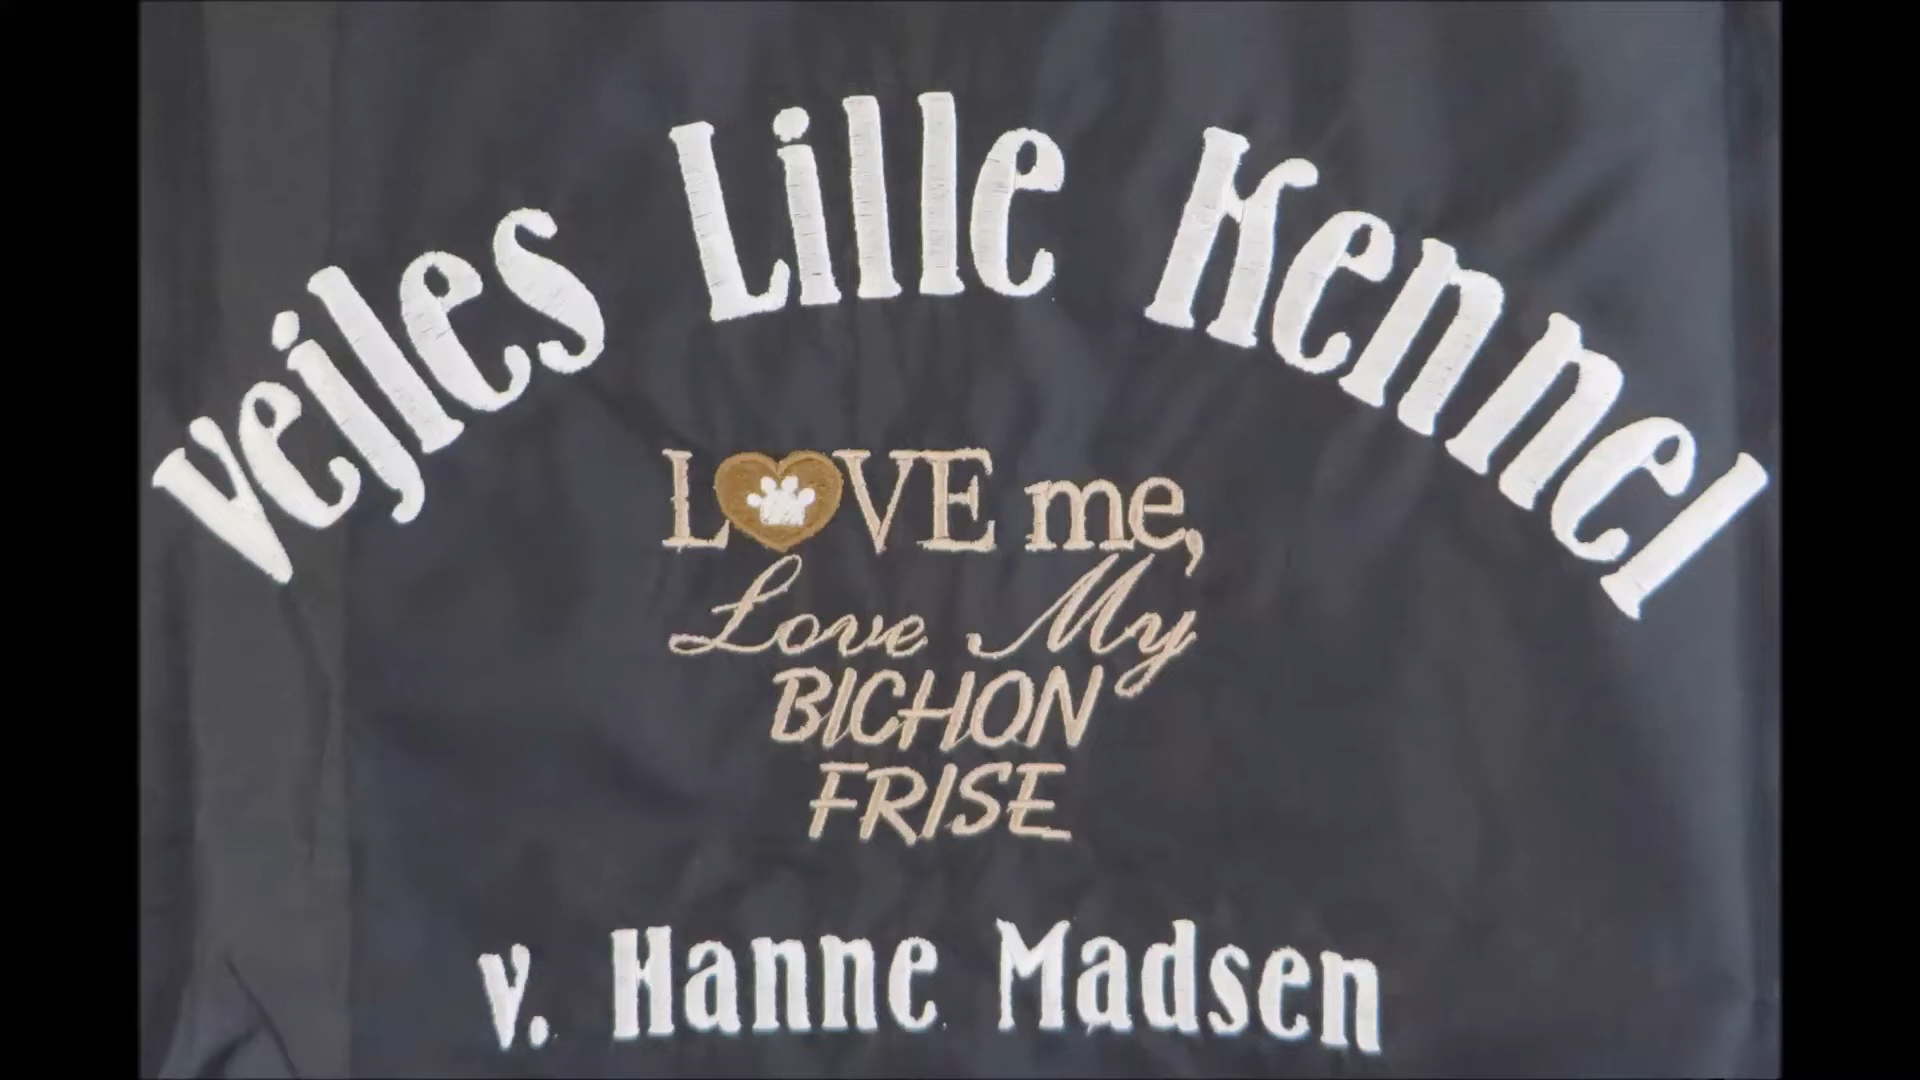 Vejles Lille Kennel
LOVE me,
Love My
BICHON
FRISE
v. Hanne Madsen